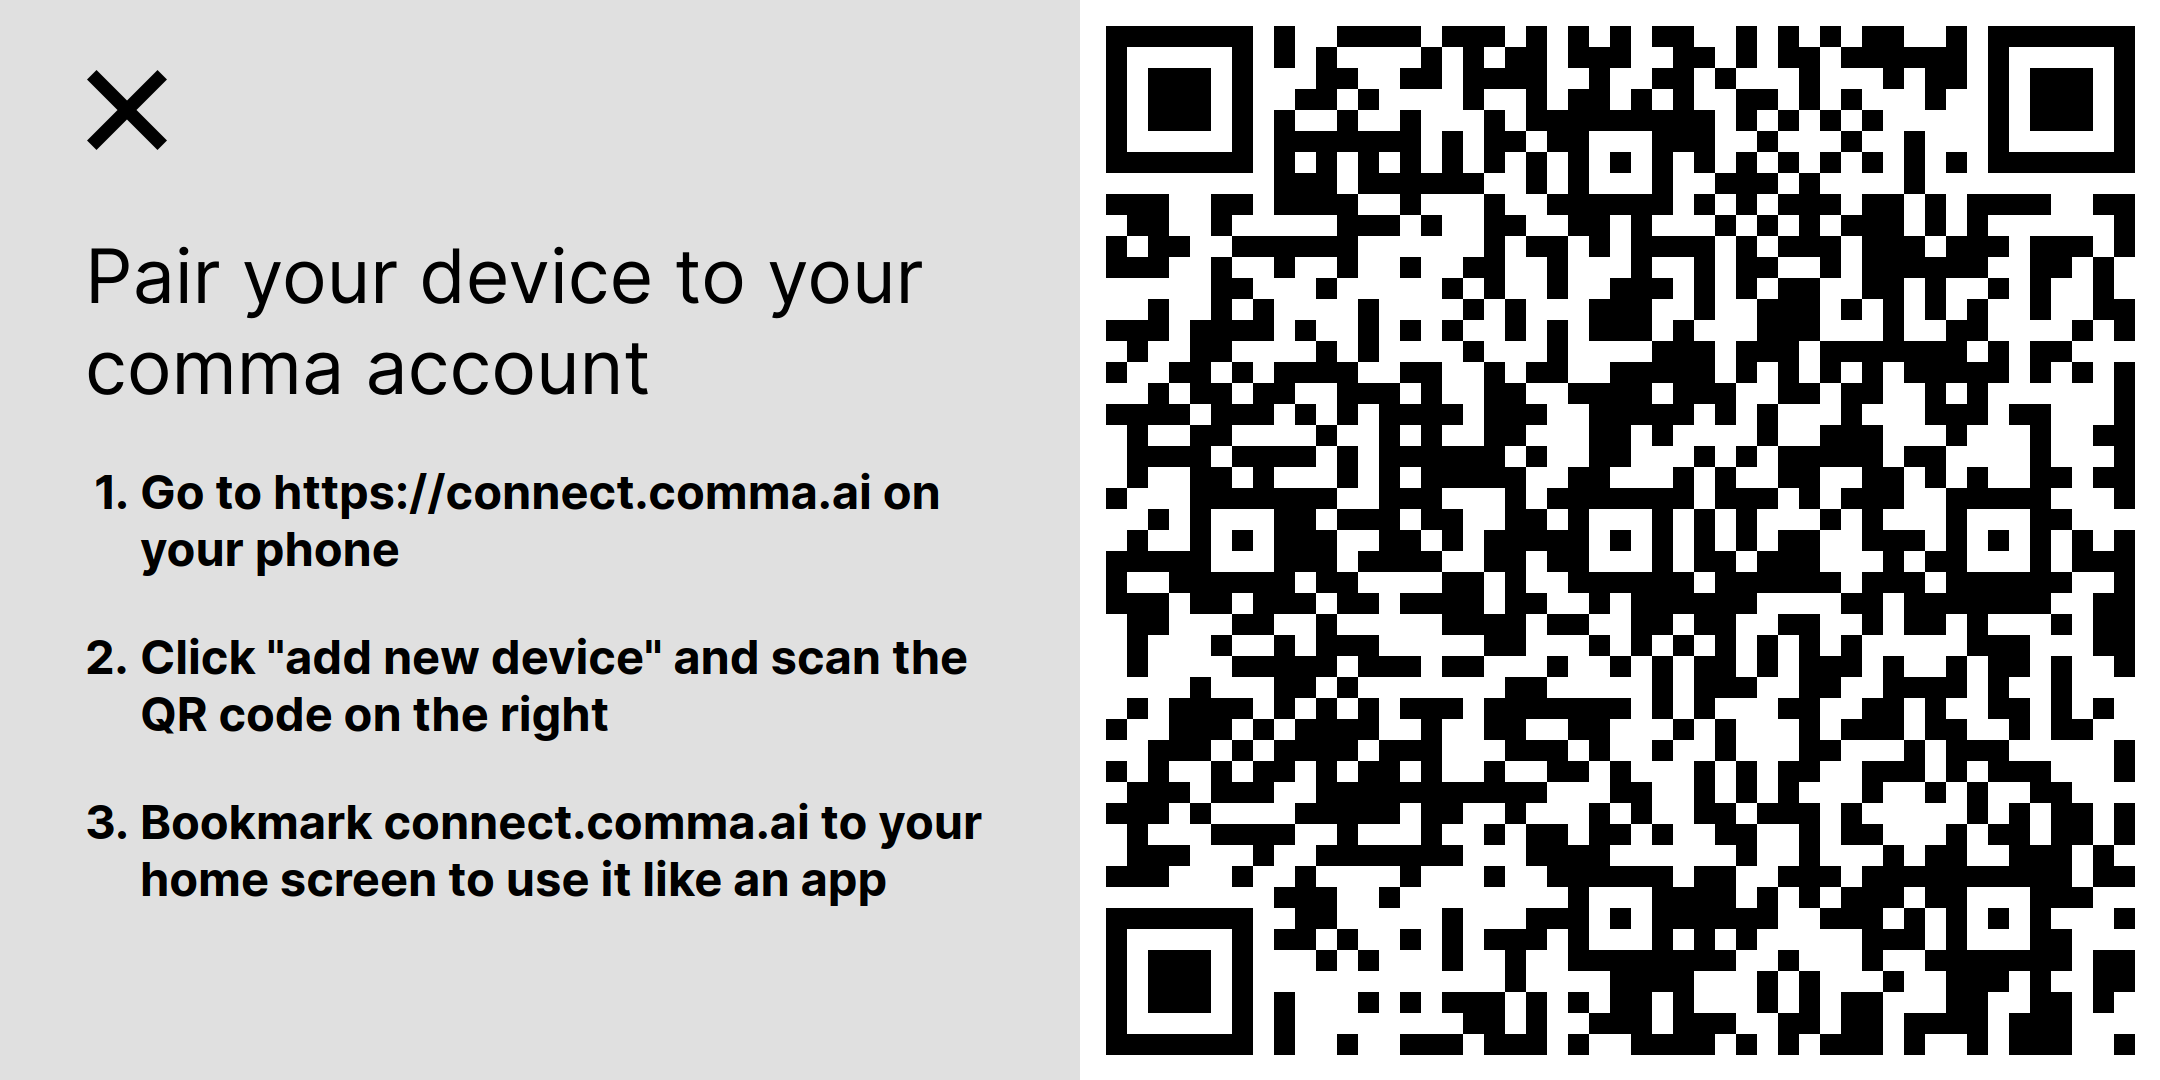 Pair your device to your
comma account
1. Go to https://connect.comma.ai on
your phone
2. Click "add new device" and scan the
QR code on the right
3. Bookmark connect.comma.ai to your
home screen to use it like an app